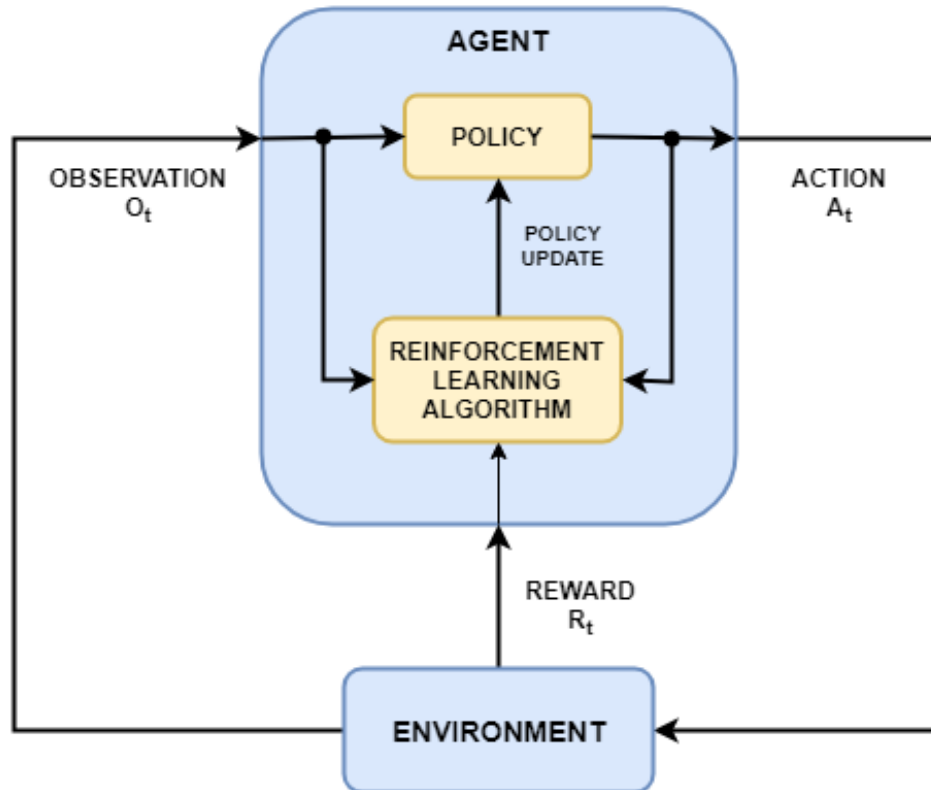 AGENT
POLICY
OBSERVATION
Oₜ
ACTION
Aₜ
POLICY
UPDATE
REINFORCEMENT
LEARNING
ALGORITHM
REWARD
Rₜ
ENVIRONMENT